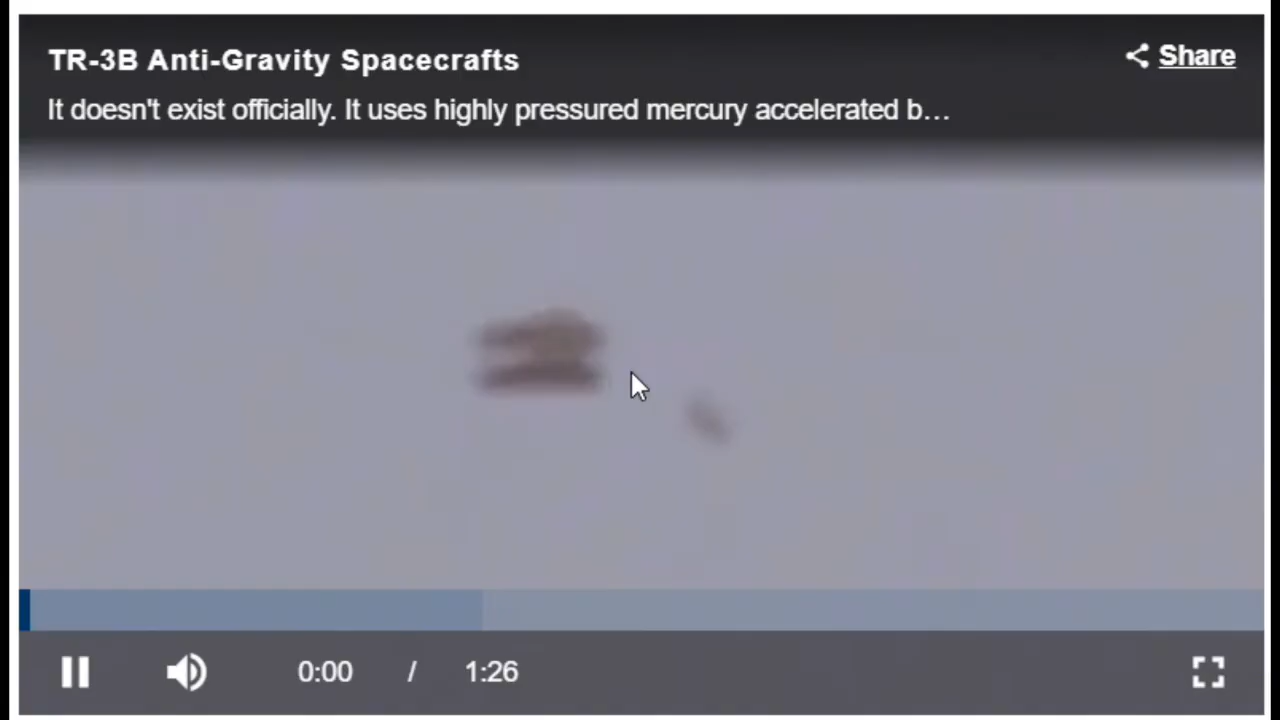 TR-3B Anti-Gravity Spacecrafts
Share
It doesn't exist officially. It uses highly pressured mercury accelerated b…
0:00 / 1:26